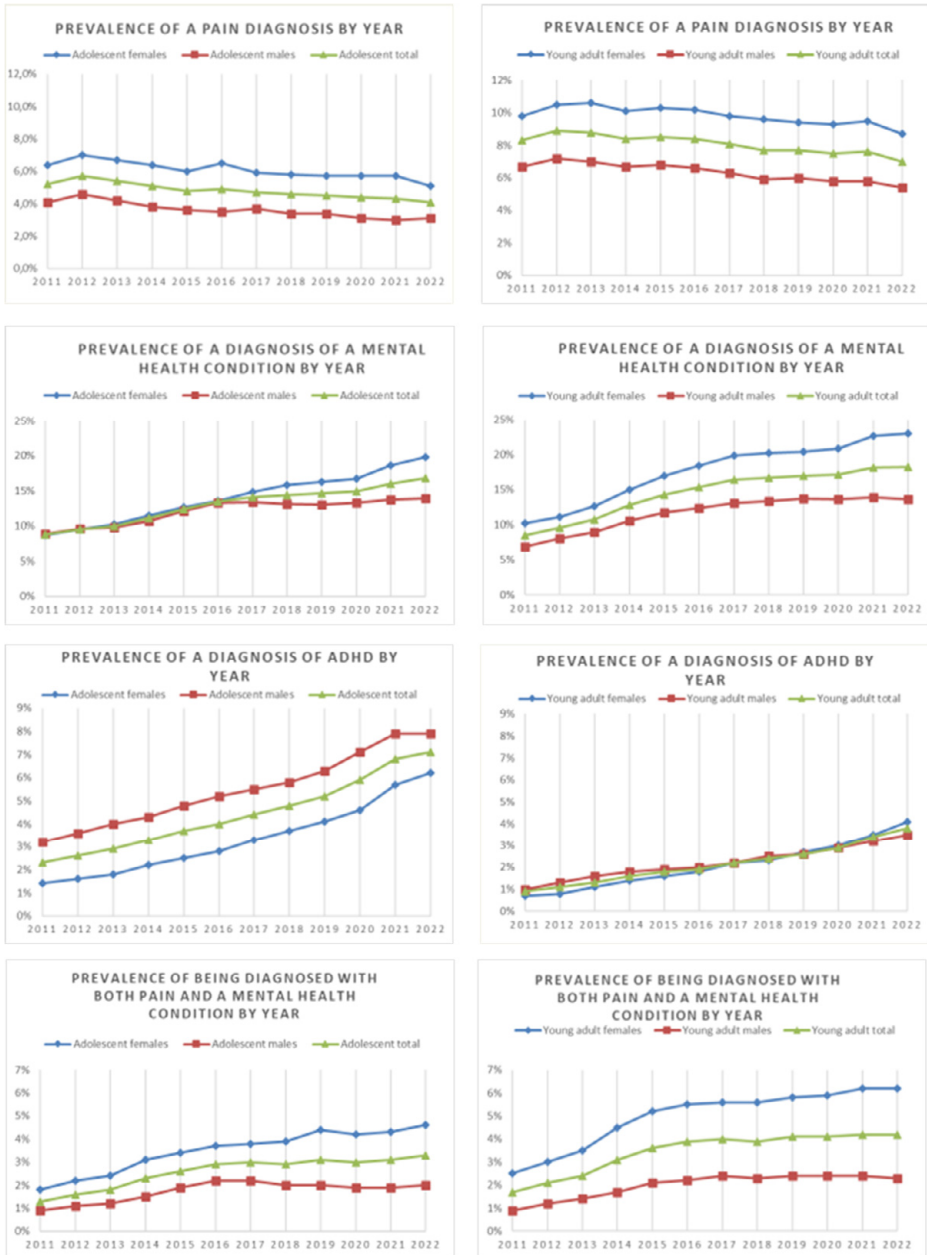 PREVALENCE OF A PAIN DIAGNOSIS BY YEAR
Adolescent females Adolescent males Adolescent total
12,0%
10,0%
8,0%
6,0%
4,0%
2,0%
0,0%
2011 2012 2013 2014 2015 2016 2017 2018 2019 2020 2021 2022
PREVALENCE OF A PAIN DIAGNOSIS BY YEAR
Young adult females Young adult males Young adult total
12%
10%
8%
6%
4%
2%
0%
2011 2012 2013 2014 2015 2016 2017 2018 2019 2020 2021 2022
PREVALENCE OF A DIAGNOSIS OF A MENTAL
HEALTH CONDITION BY YEAR
Adolescent females Adolescent males Adolescent total
25%
20%
15%
10%
5%
0%
2011 2012 2013 2014 2015 2016 2017 2018 2019 2020 2021 2022
PREVALENCE OF A DIAGNOSIS OF A MENTAL
HEALTH CONDITION BY YEAR
Young adult females Young adult males Young adult total
25%
20%
15%
10%
5%
0%
2011 2012 2013 2014 2015 2016 2017 2018 2019 2020 2021 2022
PREVALENCE OF A DIAGNOSIS OF ADHD BY
YEAR
Adolescent females Adolescent males Adolescent total
9%
8%
7%
6%
5%
4%
3%
2%
1%
0%
2011 2012 2013 2014 2015 2016 2017 2018 2019 2020 2021 2022
PREVALENCE OF A DIAGNOSIS OF ADHD BY
YEAR
Young adult females Young adult males Young adult total
9%
8%
7%
6%
5%
4%
3%
2%
1%
0%
2011 2012 2013 2014 2015 2016 2017 2018 2019 2020 2021 2022
PREVALENCE OF BEING DIAGNOSED WITH
BOTH PAIN AND A MENTAL HEALTH
CONDITION BY YEAR
Adolescent females Adolescent males Adolescent total
7%
6%
5%
4%
3%
2%
1%
0%
2011 2012 2013 2014 2015 2016 2017 2018 2019 2020 2021 2022
PREVALENCE OF BEING DIAGNOSED WITH
BOTH PAIN AND A MENTAL HEALTH
CONDITION BY YEAR
Young adult females Young adult males Young adult total
7%
6%
5%
4%
3%
2%
1%
0%
2011 2012 2013 2014 2015 2016 2017 2018 2019 2020 2021 2022